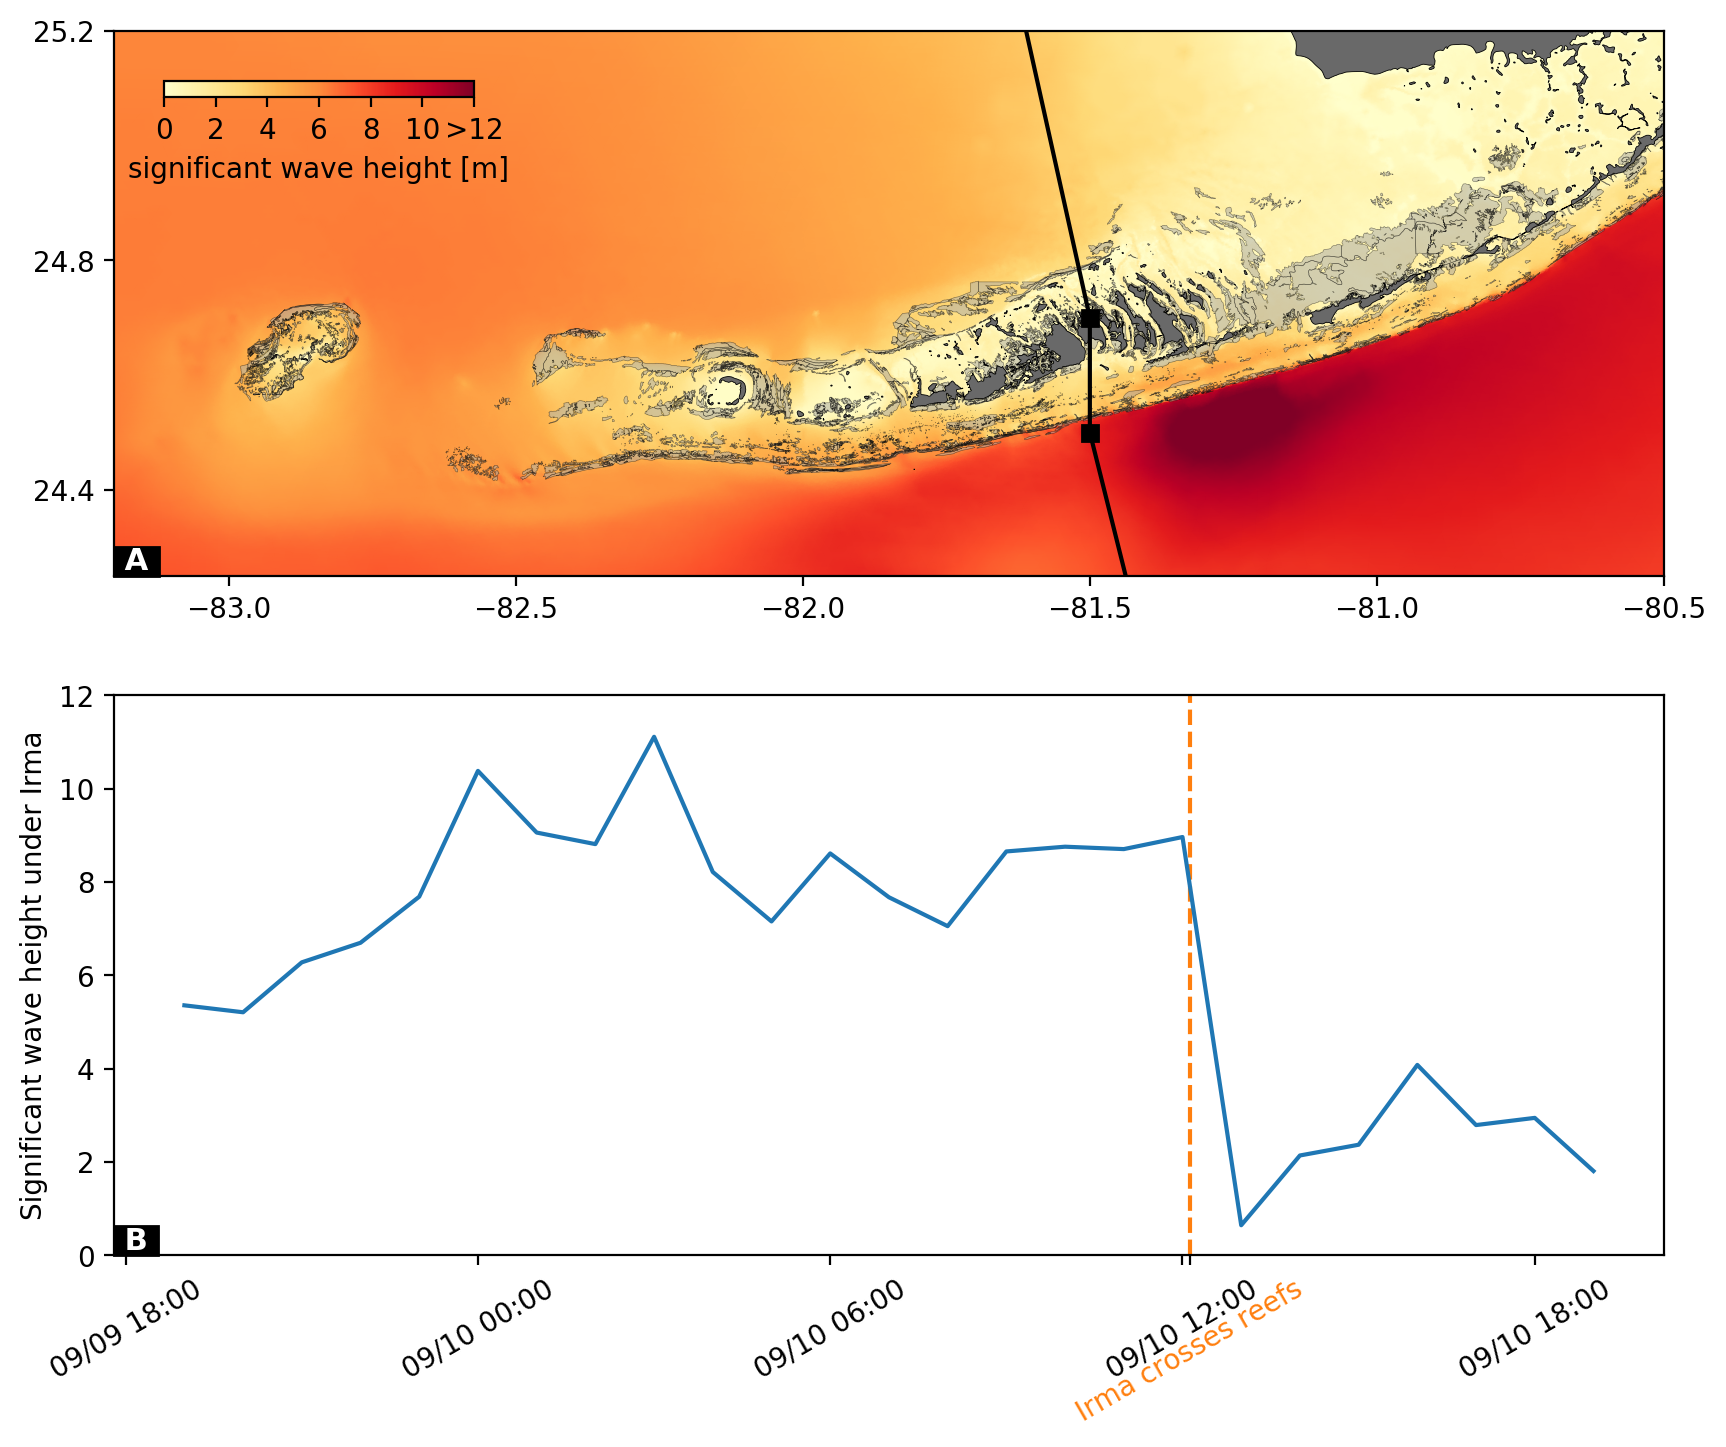 25.2
24.8
24.4
0 2 4 6 8 10 >12
significant wave height [m]
A
−83.0 −82.5 −82.0 −81.5 −81.0 −80.5
Significant wave height under Irma
12
10
8
6
4
2
0
B
09/09 18:00 09/10 00:00 09/10 06:00 09/10 12:00 09/10 18:00
Irma crosses reefs